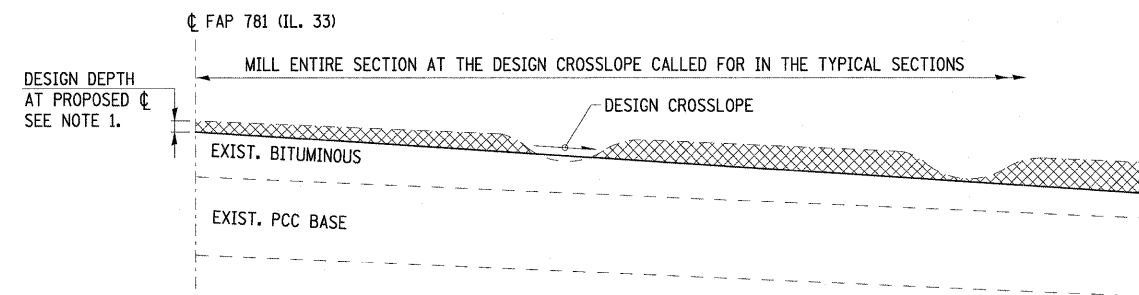 ℄ FAP 781 (IL. 33)
MILL ENTIRE SECTION AT THE DESIGN CROSSLOPE CALLED FOR IN THE TYPICAL SECTIONS
DESIGN DEPTH
AT PROPOSED ℄
SEE NOTE 1.
DESIGN CROSSLOPE
EXIST. BITUMINOUS
EXIST. PCC BASE